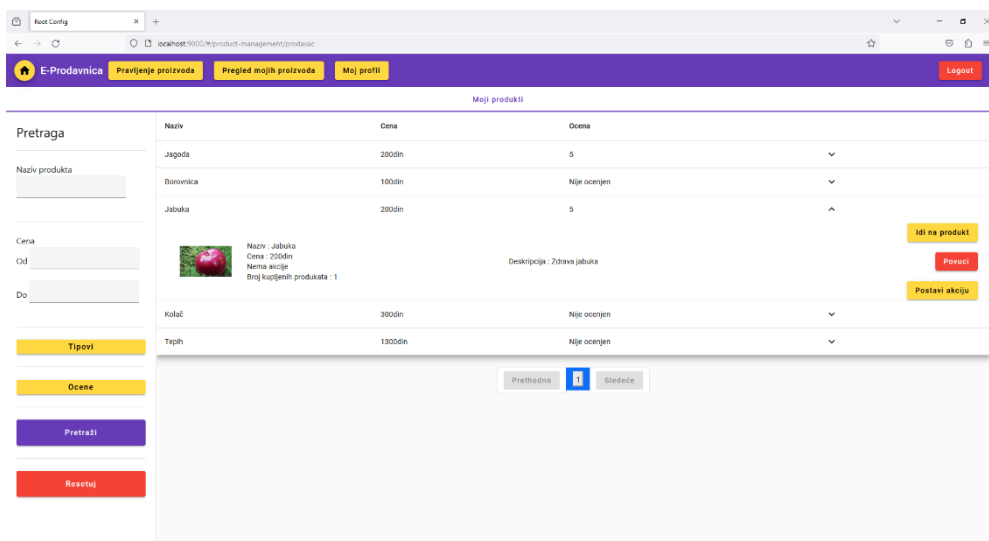 Root Config
localhost:9000/#/product-management/prodavac
E-Prodavnica Pravljenje proizvoda Pregled mojih proizvoda Moj profil Logout
Moji produkti
Pretraga
Naziv produkta
Cena
Od
Do
Tipovi
Ocene
Pretraži
Resetuj
Naziv Cena Ocena
Jagoda 200din 5
Borovnica 100din Nije ocenjen
Jabuka 200din 5
Naziv : Jabuka
Cena : 200din
Nema akcije
Broj kupljenih produkata : 1
Deskripcija : Zdrava jabuka
Idi na produkt
Povuci
Postavi akciju
Kolač 300din Nije ocenjen
Tepih 1300din Nije ocenjen
Prethodno 1 Sledeće